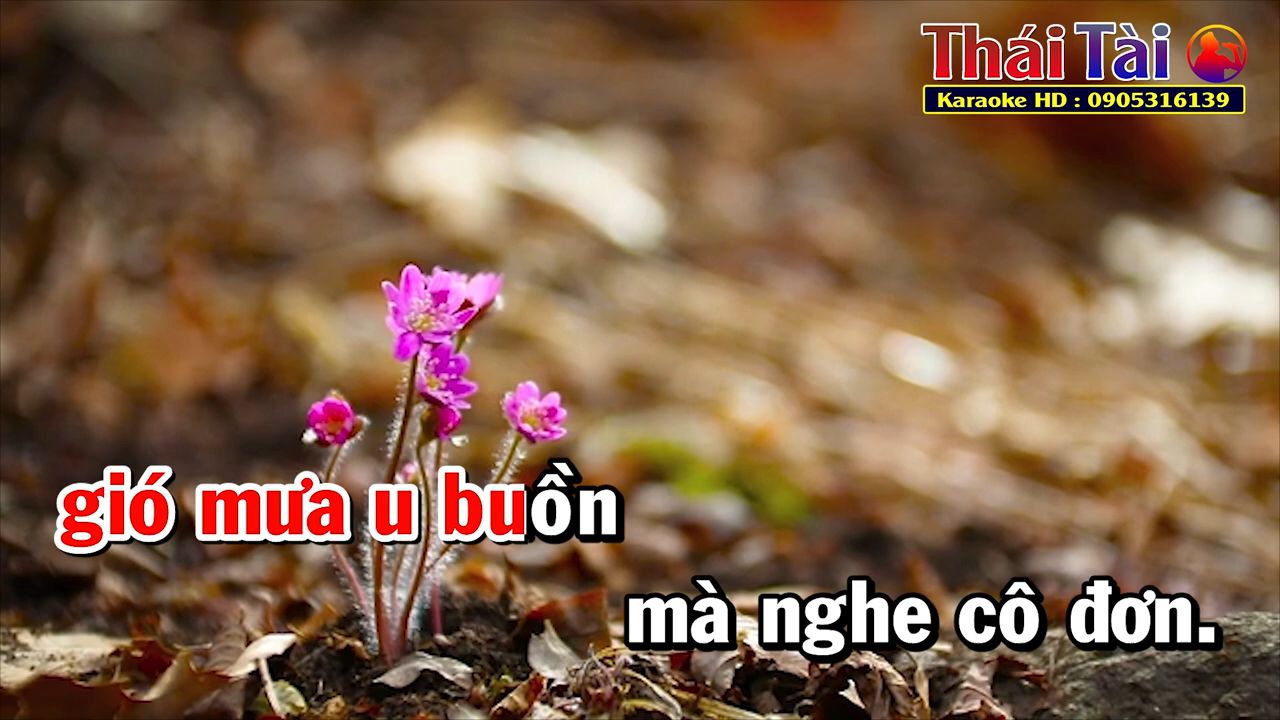 Thái Tài
Karaoke HD : 0905316139
gió mưa u buồn
mà nghe cô đơn.